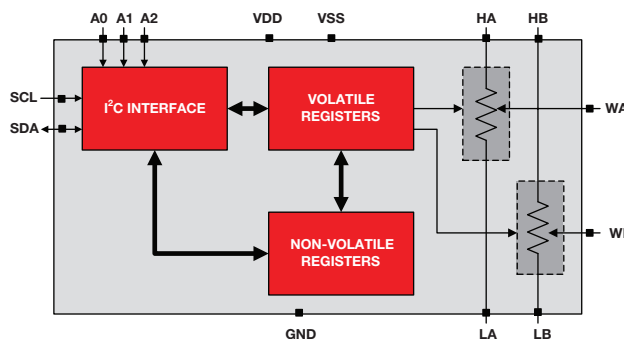 A0 A1 A2 VDD VSS HA HB
SCL
SDA
I²C INTERFACE
VOLATILE
REGISTERS
WA
NON-VOLATILE
REGISTERS
GND LA LB